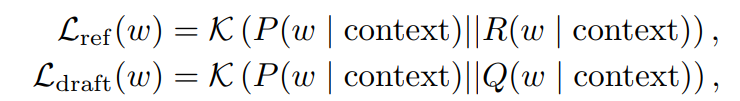 ℒ_ref(w) = 𝒦 (P(w | context)||R(w | context)) ,
ℒ_draft(w) = 𝒦 (P(w | context)||Q(w | context)) ,